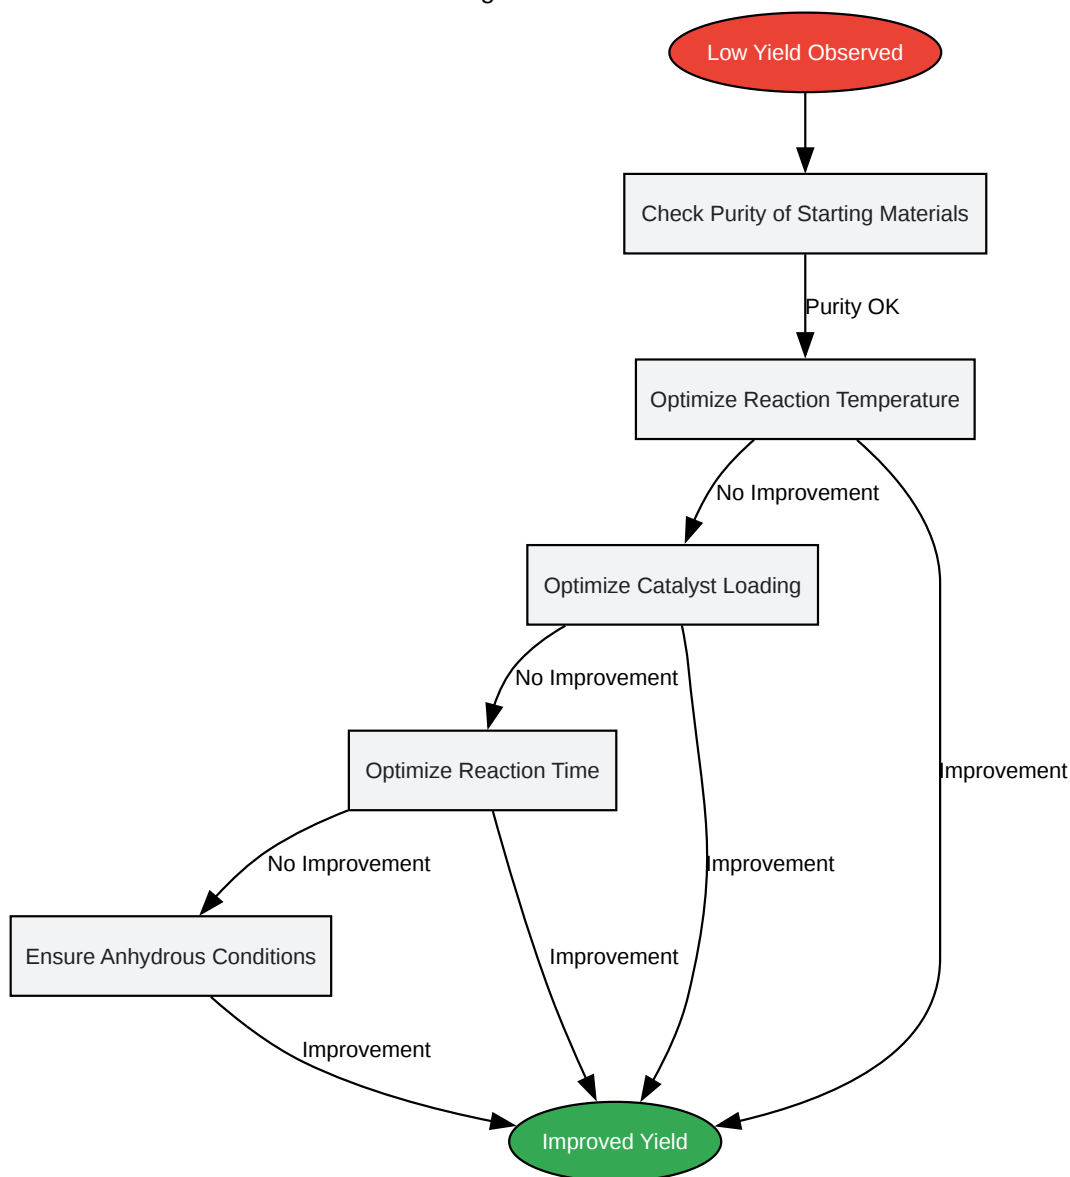 Low Yield Observed
Check Purity of Starting Materials
Purity OK
Optimize Reaction Temperature
No Improvement
Optimize Catalyst Loading
No Improvement
Optimize Reaction Time
Improvement
No Improvement
Improvement
Ensure Anhydrous Conditions
Improvement
Improvement
Improved Yield